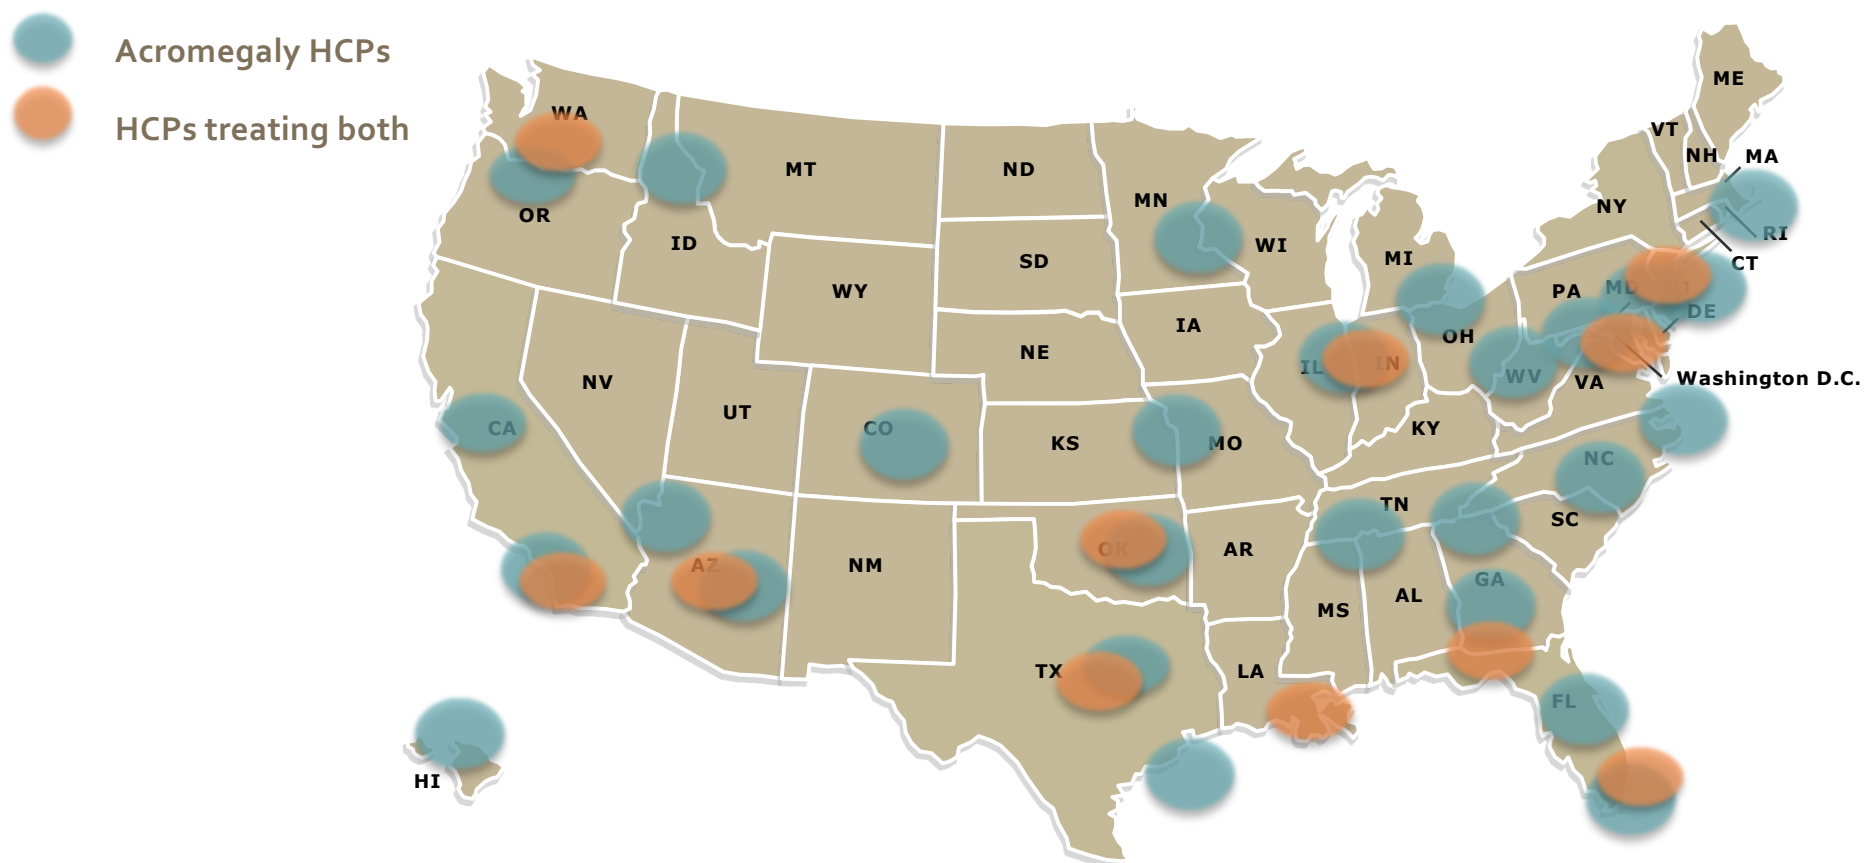 Acromegaly HCPs
HCPs treating both
WA
OR
ID
MT
ND
MN
SD
WY
WI
MI
IA
NE
NV
UT
CA
CO
KS
MO
IL
IN
OH
KY
WV
VA
PA
MD
NJ
DE
Washington D.C.
NY
VT
NH
ME
MA
RI
CT
NC
SC
TN
AR
OK
NM
AZ
TX
LA
MS
AL
GA
FL
HI